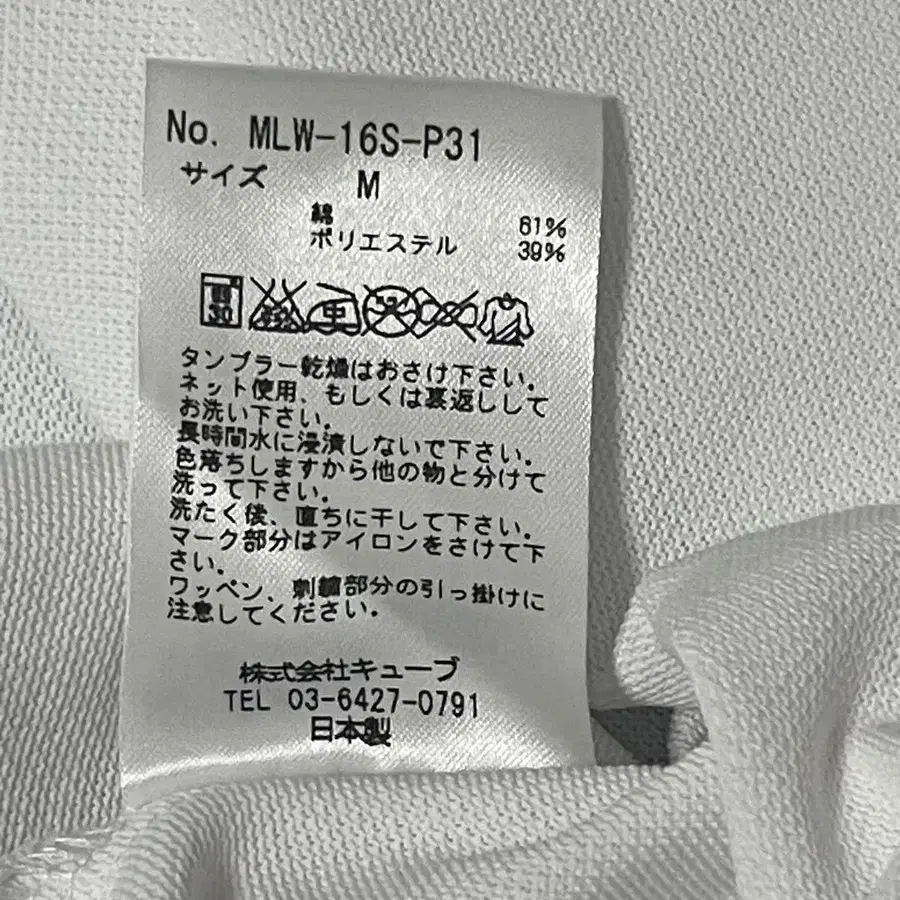 No. MLW-16S-P31
サイズ M
綿 61%
ポリエステル 39%
30 中
タンブラー乾燥はおさけ下さい.
ネット使用、もしくは裏返しして
お洗い下さい.
長時間水に浸漬しないで下さい.
色落ちしますから他の物と分けて
洗って下さい.
洗たく後、直ちに干して下さい.
マーク部分はアイロンをさけて下
さい.
ワッペン、刺繍部分の引っ掛けに
注意してください.
株式会社キューブ
TEL 03-6427-0791
日本製